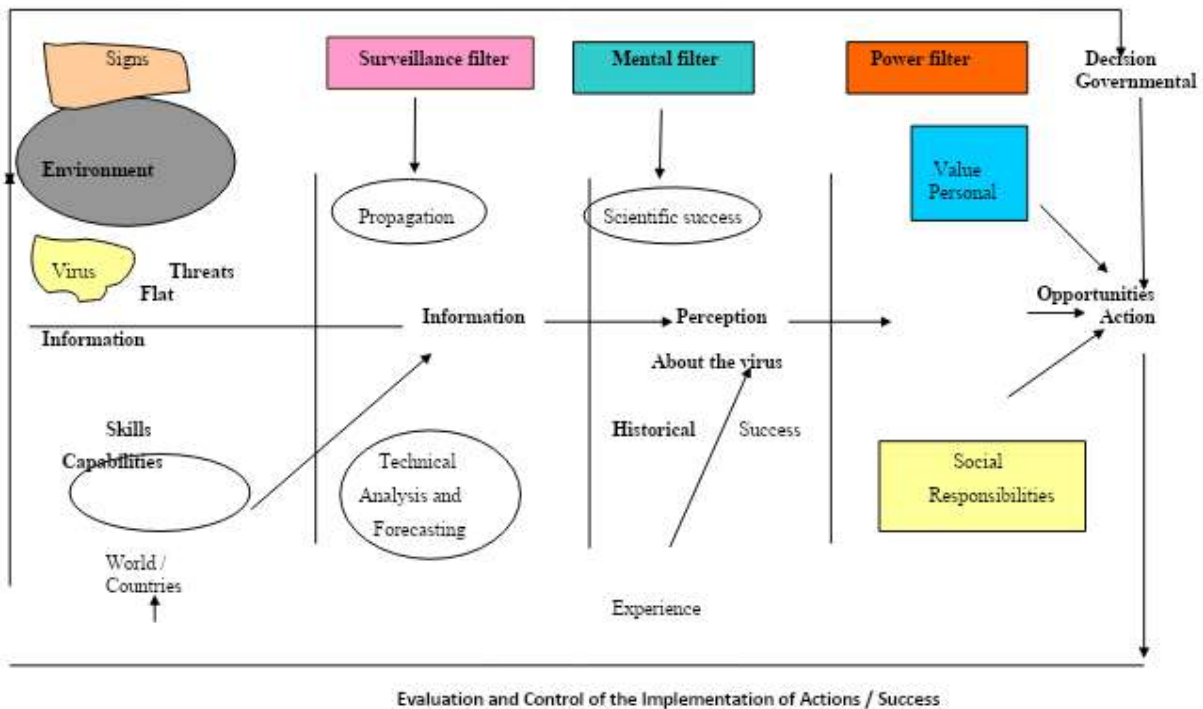 Signs
Surveillance filter
Mental filter
Power filter
Decision
Governmental
Environment
Value
Personal
Propagation
Scientific success
Virus
Threats
Flat
Information
Information
Perception
Opportunities
Action
About the virus
Skills
Capabilities
Historical
Success
Technical
Analysis and
Forecasting
Social
Responsibilities
World /
Countries
Experience
Evaluation and Control of the Implementation of Actions / Success